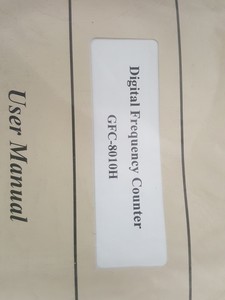 Digital Frequency Counter
GFC-8010H
User Manual